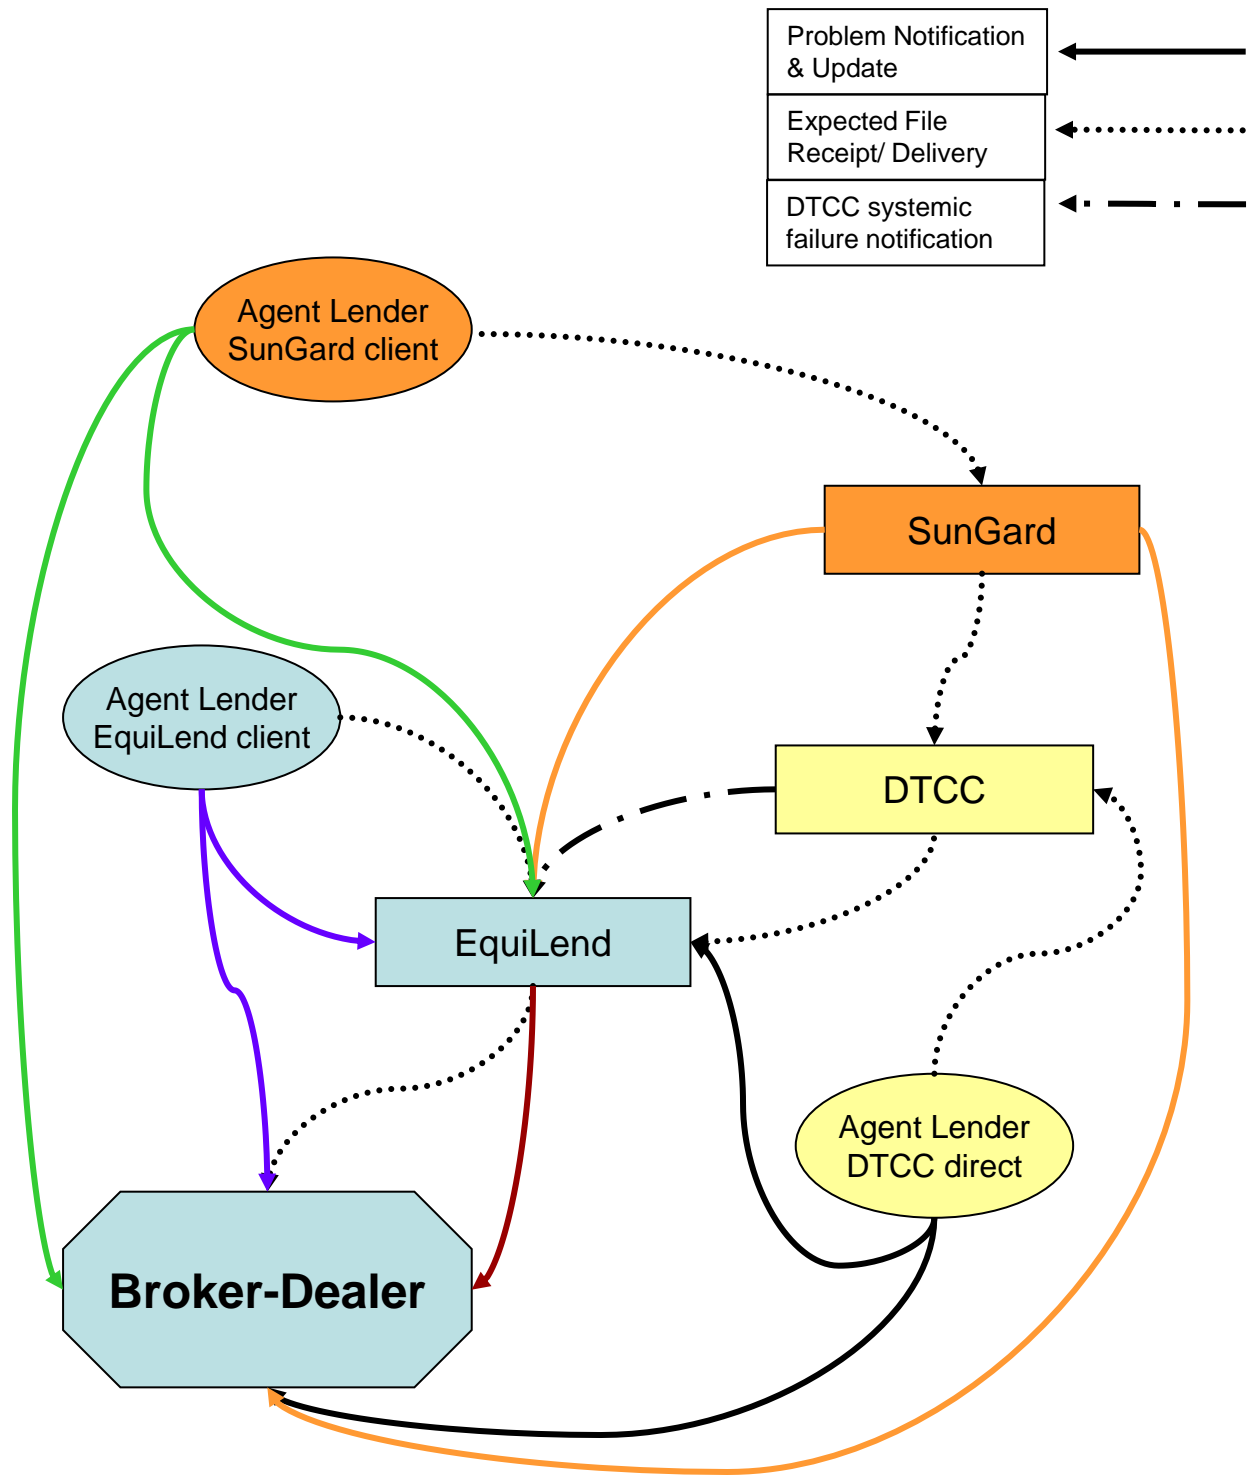 Problem Notification
& Update
Expected File
Receipt/ Delivery
DTCC systemic
failure notification
Agent Lender
SunGard client
SunGard
Agent Lender
EquiLend client
DTCC
EquiLend
Agent Lender
DTCC direct
Broker-Dealer